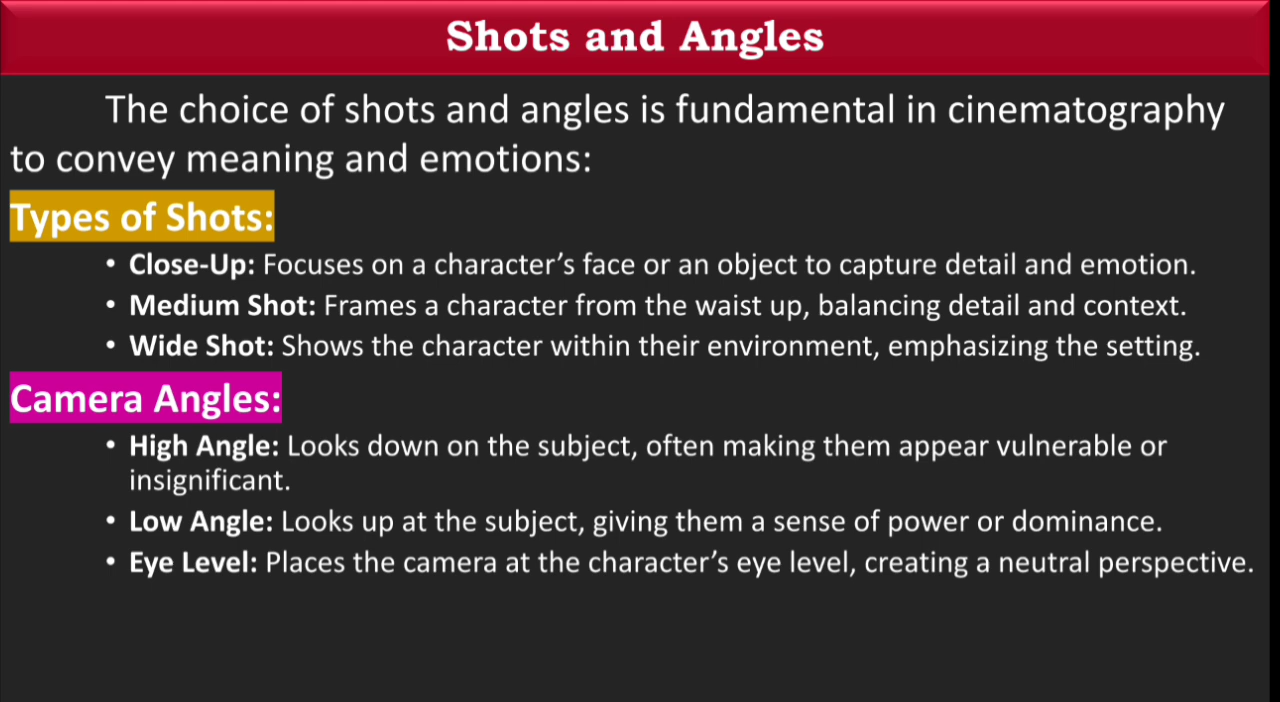 Shots and Angles
The choice of shots and angles is fundamental in cinematography
to convey meaning and emotions:
Types of Shots:
• Close-Up: Focuses on a character’s face or an object to capture detail and emotion.
• Medium Shot: Frames a character from the waist up, balancing detail and context.
• Wide Shot: Shows the character within their environment, emphasizing the setting.
Camera Angles:
• High Angle: Looks down on the subject, often making them appear vulnerable or
insignificant.
• Low Angle: Looks up at the subject, giving them a sense of power or dominance.
• Eye Level: Places the camera at the character’s eye level, creating a neutral perspective.